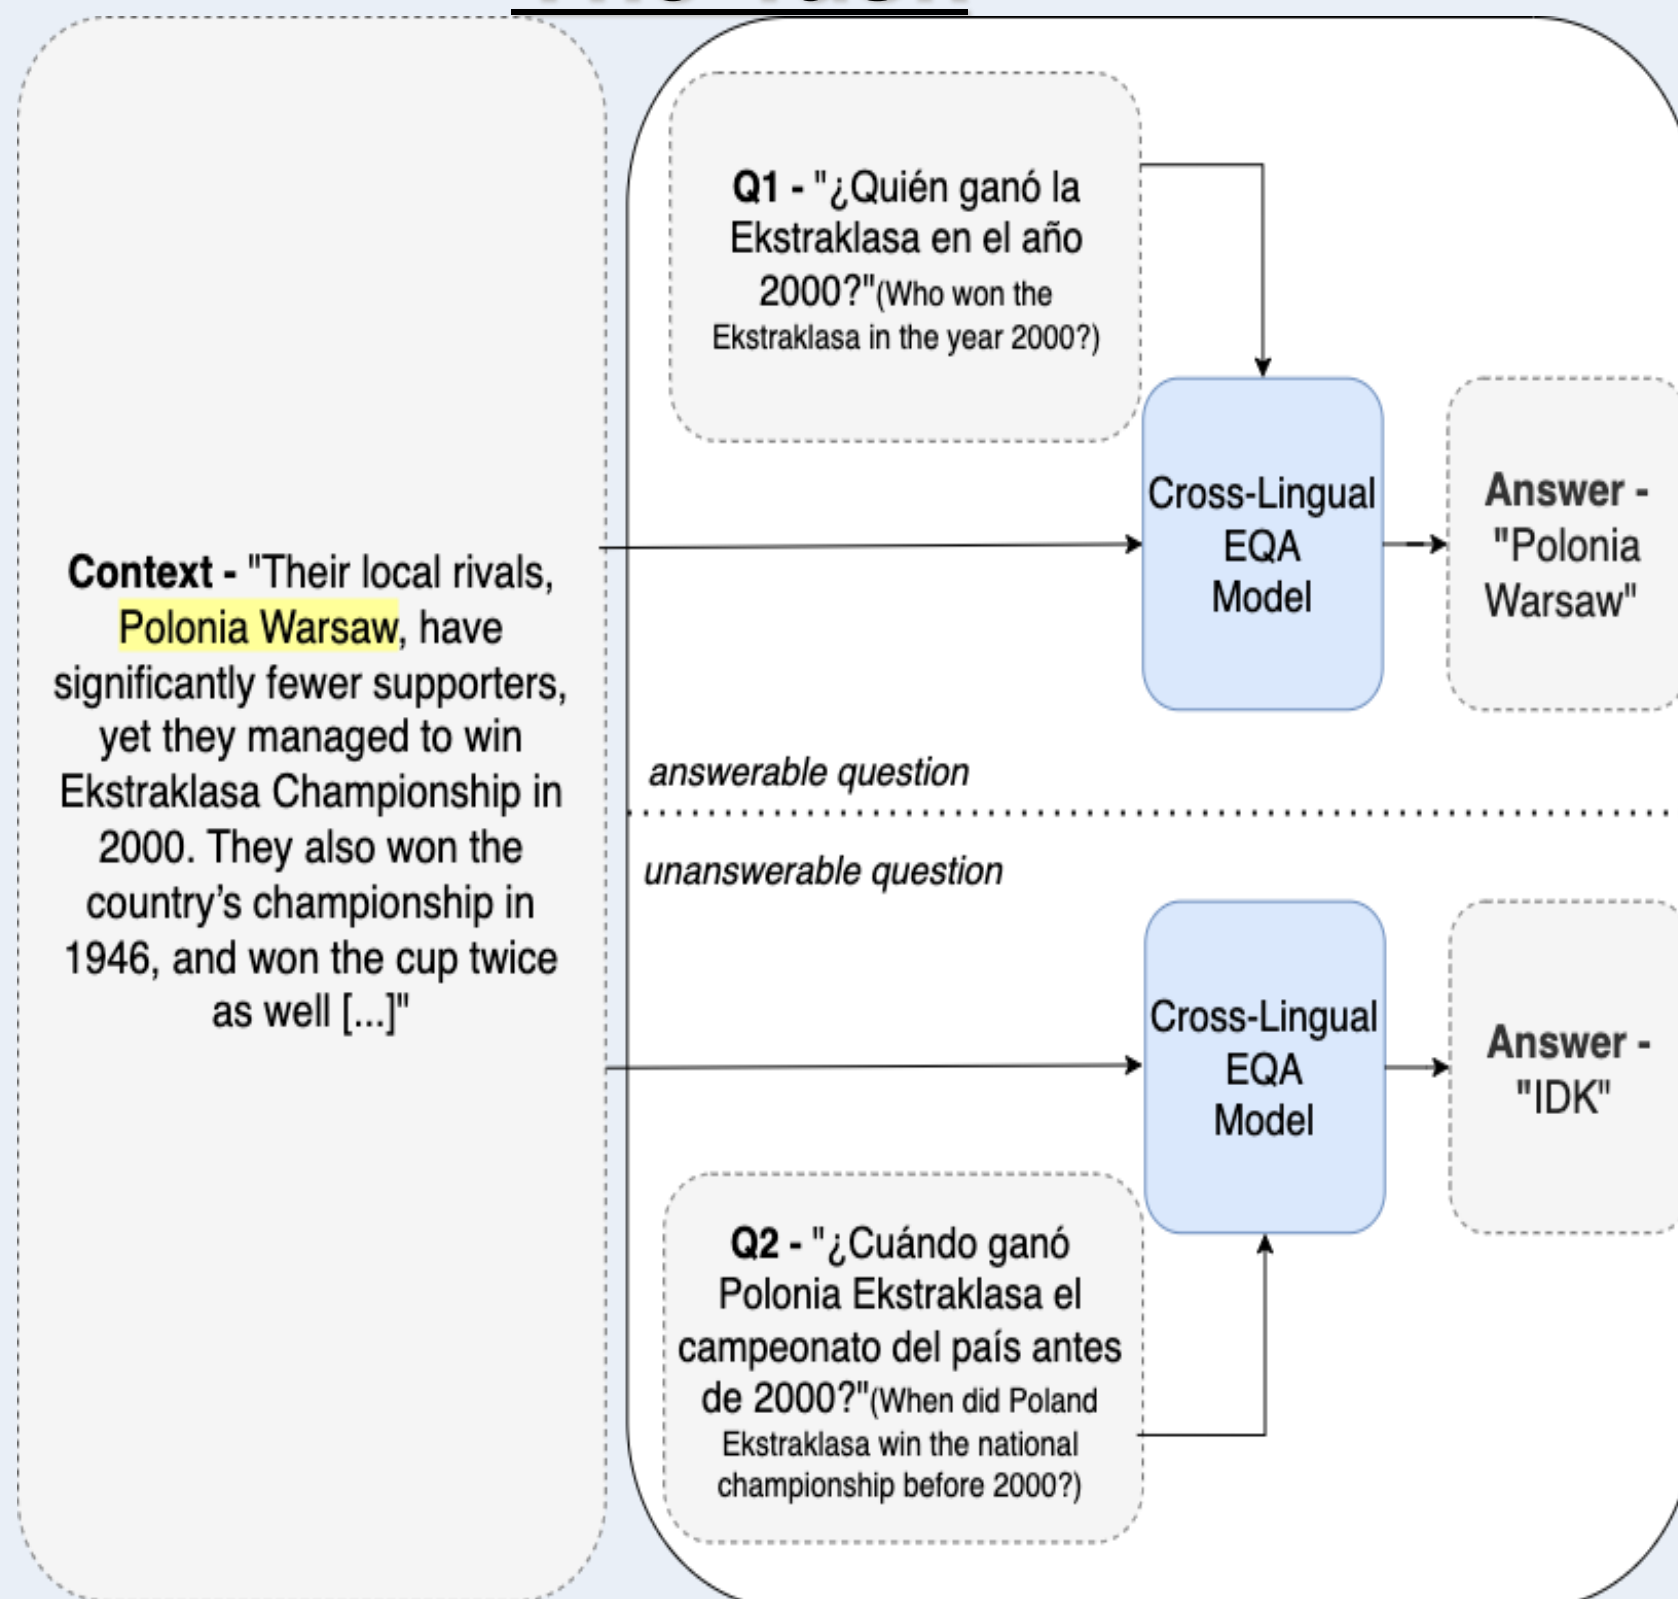 Context - "Their local rivals,
Polonia Warsaw, have
significantly fewer supporters,
yet they managed to win
Ekstraklasa Championship in
2000. They also won the
country's championship in
1946, and won the cup twice
as well [...]"
Q1 - "¿Quién ganó la
Ekstraklasa en el año
2000?"(Who won the
Ekstraklasa in the year 2000?)
Cross-Lingual
EQA
Model
Answer -
"Polonia
Warsaw"
answerable question
unanswerable question
Cross-Lingual
EQA
Model
Answer -
"IDK"
Q2 - "¿Cuándo ganó
Polonia Ekstraklasa el
campeonato del país antes
de 2000?"(When did Poland
Ekstraklasa win the national
championship before 2000?)